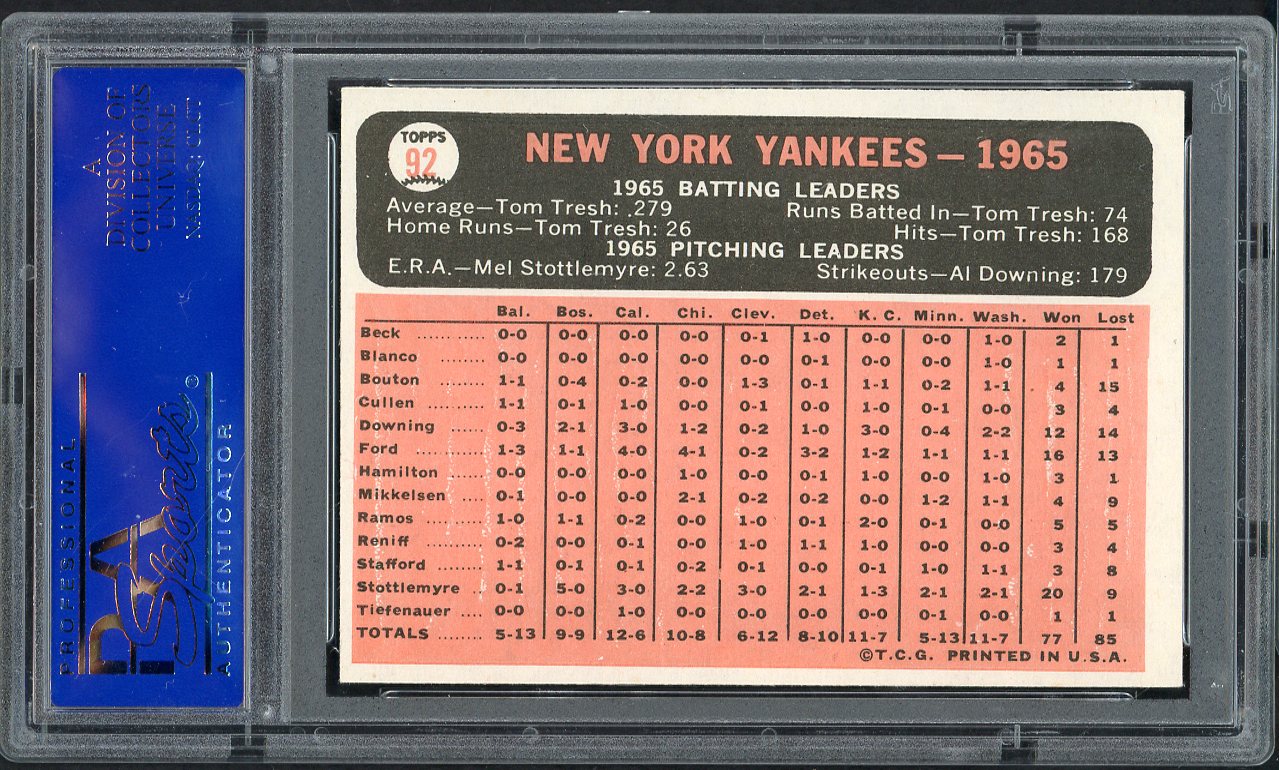 A
DIVISION OF
COLLECTORS
UNIVERSE
NASDAQ: CLCT
PROFESSIONAL
PSA Sports®
AUTHENTICATOR
TOPPS
92
NEW YORK YANKEES — 1965
1965 BATTING LEADERS
Average—Tom Tresh: .279 Runs Batted In—Tom Tresh: 74
Home Runs—Tom Tresh: 26 Hits—Tom Tresh: 168
1965 PITCHING LEADERS
E.R.A.—Mel Stottlemyre: 2.63 Strikeouts—Al Downing: 179
Bal. Bos. Cal. Chi. Clev. Det. K. C. Minn. Wash. Won Lost
Beck ........... 0-0 0-0 0-0 0-0 0-1 1-0 0-0 0-0 1-0 2 1
Blanco ........ 0-0 0-0 0-0 0-0 0-0 0-1 0-0 0-0 1-0 1 1
Bouton ........ 1-1 0-4 0-2 0-0 1-3 0-1 1-1 0-2 1-1 4 15
Cullen .......... 1-1 0-1 1-0 0-0 0-1 0-0 1-0 0-1 0-0 3 4
Downing ...... 0-3 2-1 3-0 1-2 0-2 1-0 3-0 0-4 2-2 12 14
Ford ............ 1-3 1-1 4-0 4-1 0-2 3-2 1-2 1-1 1-1 16 13
Hamilton ...... 0-0 0-0 0-0 1-0 0-0 0-1 1-0 0-0 1-0 3 1
Mikkelsen .... 0-1 0-0 0-0 2-1 0-2 0-2 0-0 1-2 1-1 4 9
Ramos .......... 1-0 1-1 0-2 0-0 1-0 0-1 2-0 0-1 0-0 5 5
Reniff .......... 0-2 0-0 0-1 0-0 1-0 1-1 1-0 0-0 0-0 3 4
Stafford ........ 1-1 0-1 0-1 0-2 0-1 0-0 0-1 1-0 1-1 3 8
Stottlemyre .. 0-1 5-0 3-0 2-2 3-0 2-1 1-3 2-1 2-1 20 9
Tiefenauer .... 0-0 0-0 1-0 0-0 0-0 0-0 0-0 0-1 0-0 1 1
TOTALS ........ 5-13 9-9 12-6 10-8 6-12 8-10 11-7 5-13 11-7 77 85
©T.C.G. PRINTED IN U.S.A.